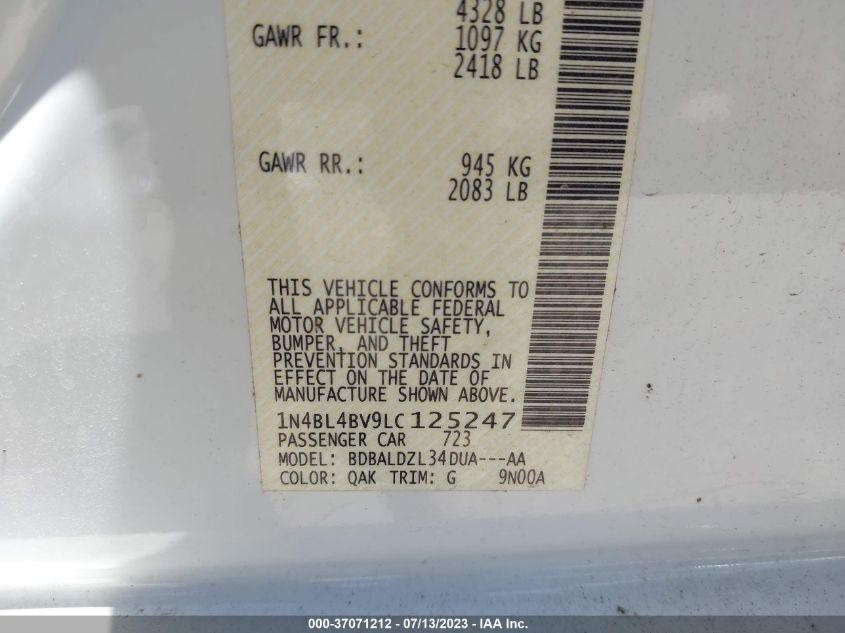 4328 LB
GAWR FR.: 1097 KG
2418 LB
GAWR RR.: 945 KG
2083 LB
THIS VEHICLE CONFORMS TO
ALL APPLICABLE FEDERAL
MOTOR VEHICLE SAFETY,
BUMPER, AND THEFT
PREVENTION STANDARDS IN
EFFECT ON THE DATE OF
MANUFACTURE SHOWN ABOVE.
1N4BL4BV9LC125247
PASSENGER CAR 723
MODEL: BDBALDZL34DUA---AA
COLOR: QAK TRIM: G 9N00A
000-37071212 - 07/13/2023 - IAA Inc.